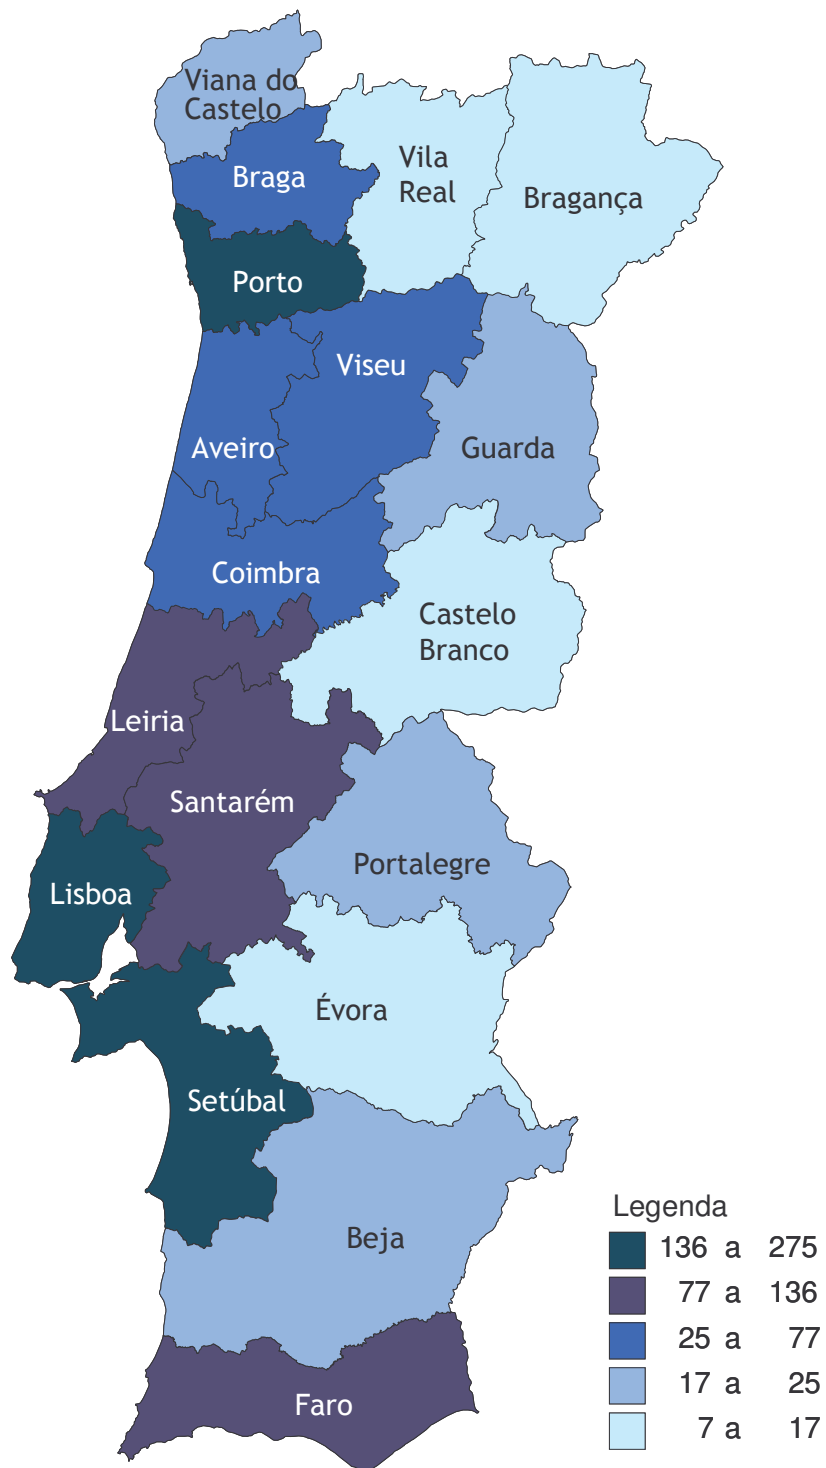 Viana do
Castelo
Braga
Vila
Real
Bragança
Porto
Viseu
Aveiro
Guarda
Coimbra
Castelo
Branco
Leiria
Santarém
Portalegre
Lisboa
Évora
Setúbal
Beja
Faro
Legenda
136 a 275
77 a 136
25 a 77
17 a 25
7 a 17